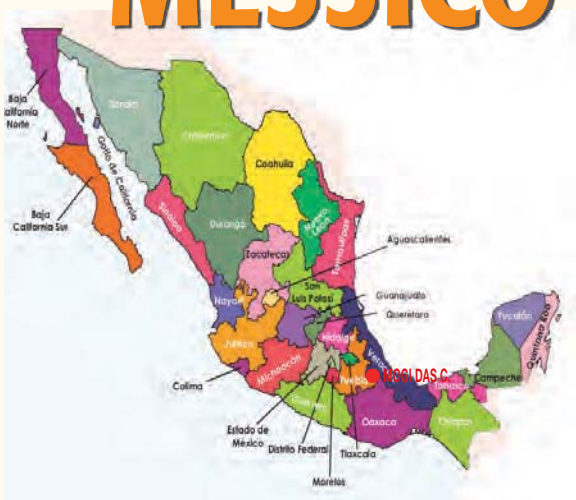 MESSICO
Sonora
Baja
California
Norte
Golfo de California
Chihuahua
Coahuila
Nuevo
León
Tamaulipas
Baja
California Sur
Sinaloa
Durango
Zacatecas
Aguascalientes
San
Luis Potosí
Guanajuato
Querétaro
Nayarit
Jalisco
Hidalgo
Yucatán
Quintana Roo
Campeche
Colima
Michoacán
Puebla
Tabasco
Guerrero
Oaxaca
Chiapas
Estado de
México
Distrito Federal
Tlaxcala
Morelos